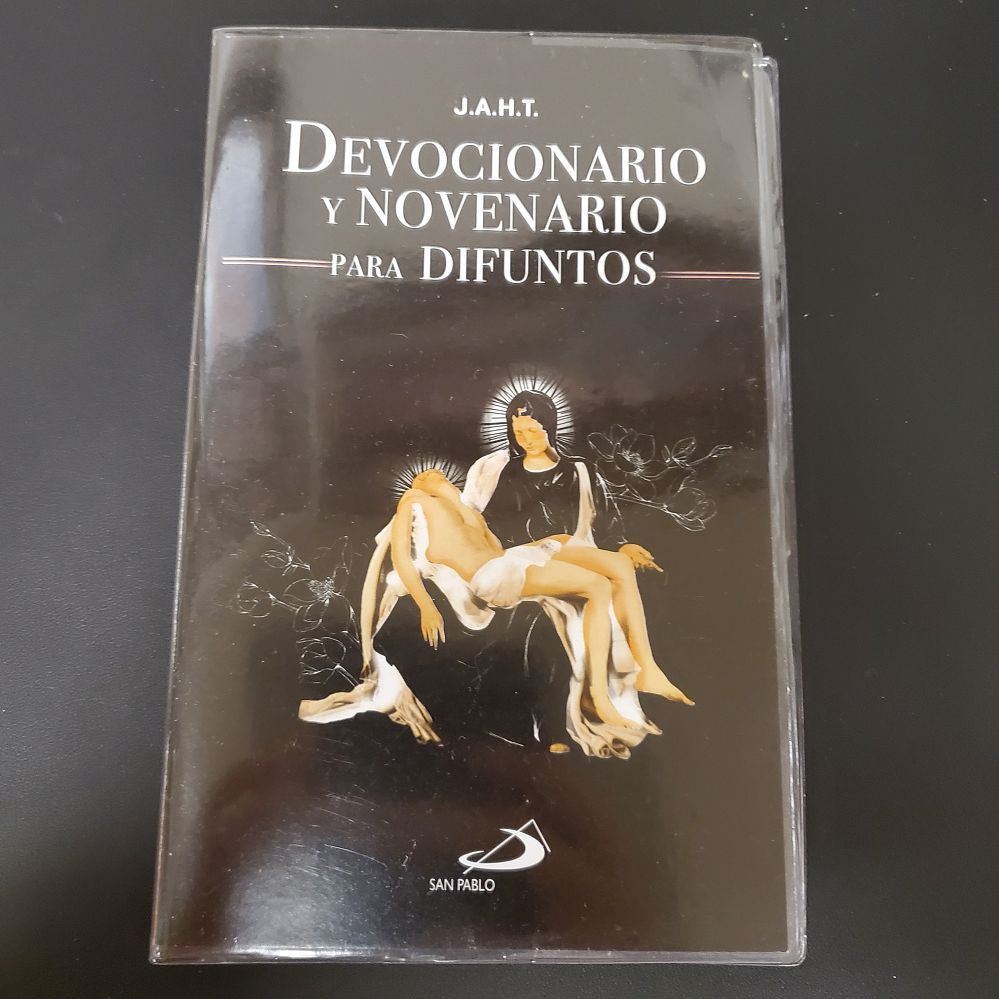 J.A.H.T.
DEVOCIONARIO
Y NOVENARIO
PARA DIFUNTOS
SAN PABLO